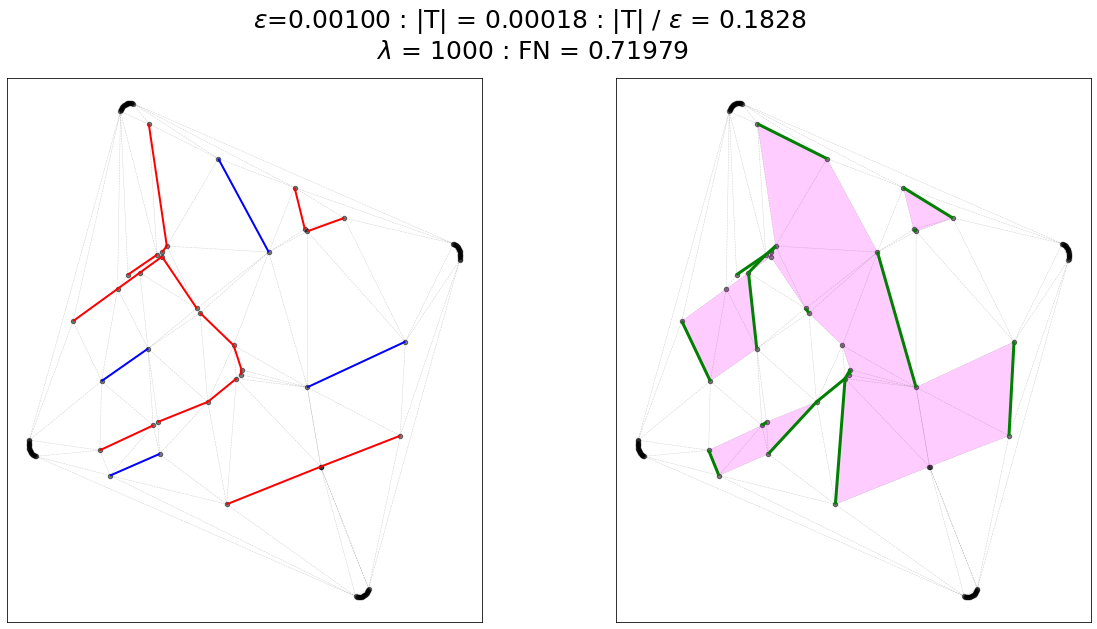 ε=0.00100 : |T| = 0.00018 : |T| / ε = 0.1828
λ = 1000 : FN = 0.71979